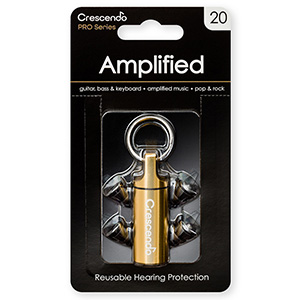 Crescendo
PRO Series
20
Amplified
guitar, bass & keyboard • amplified music • pop & rock
Crescendo
Reusable Hearing Protection